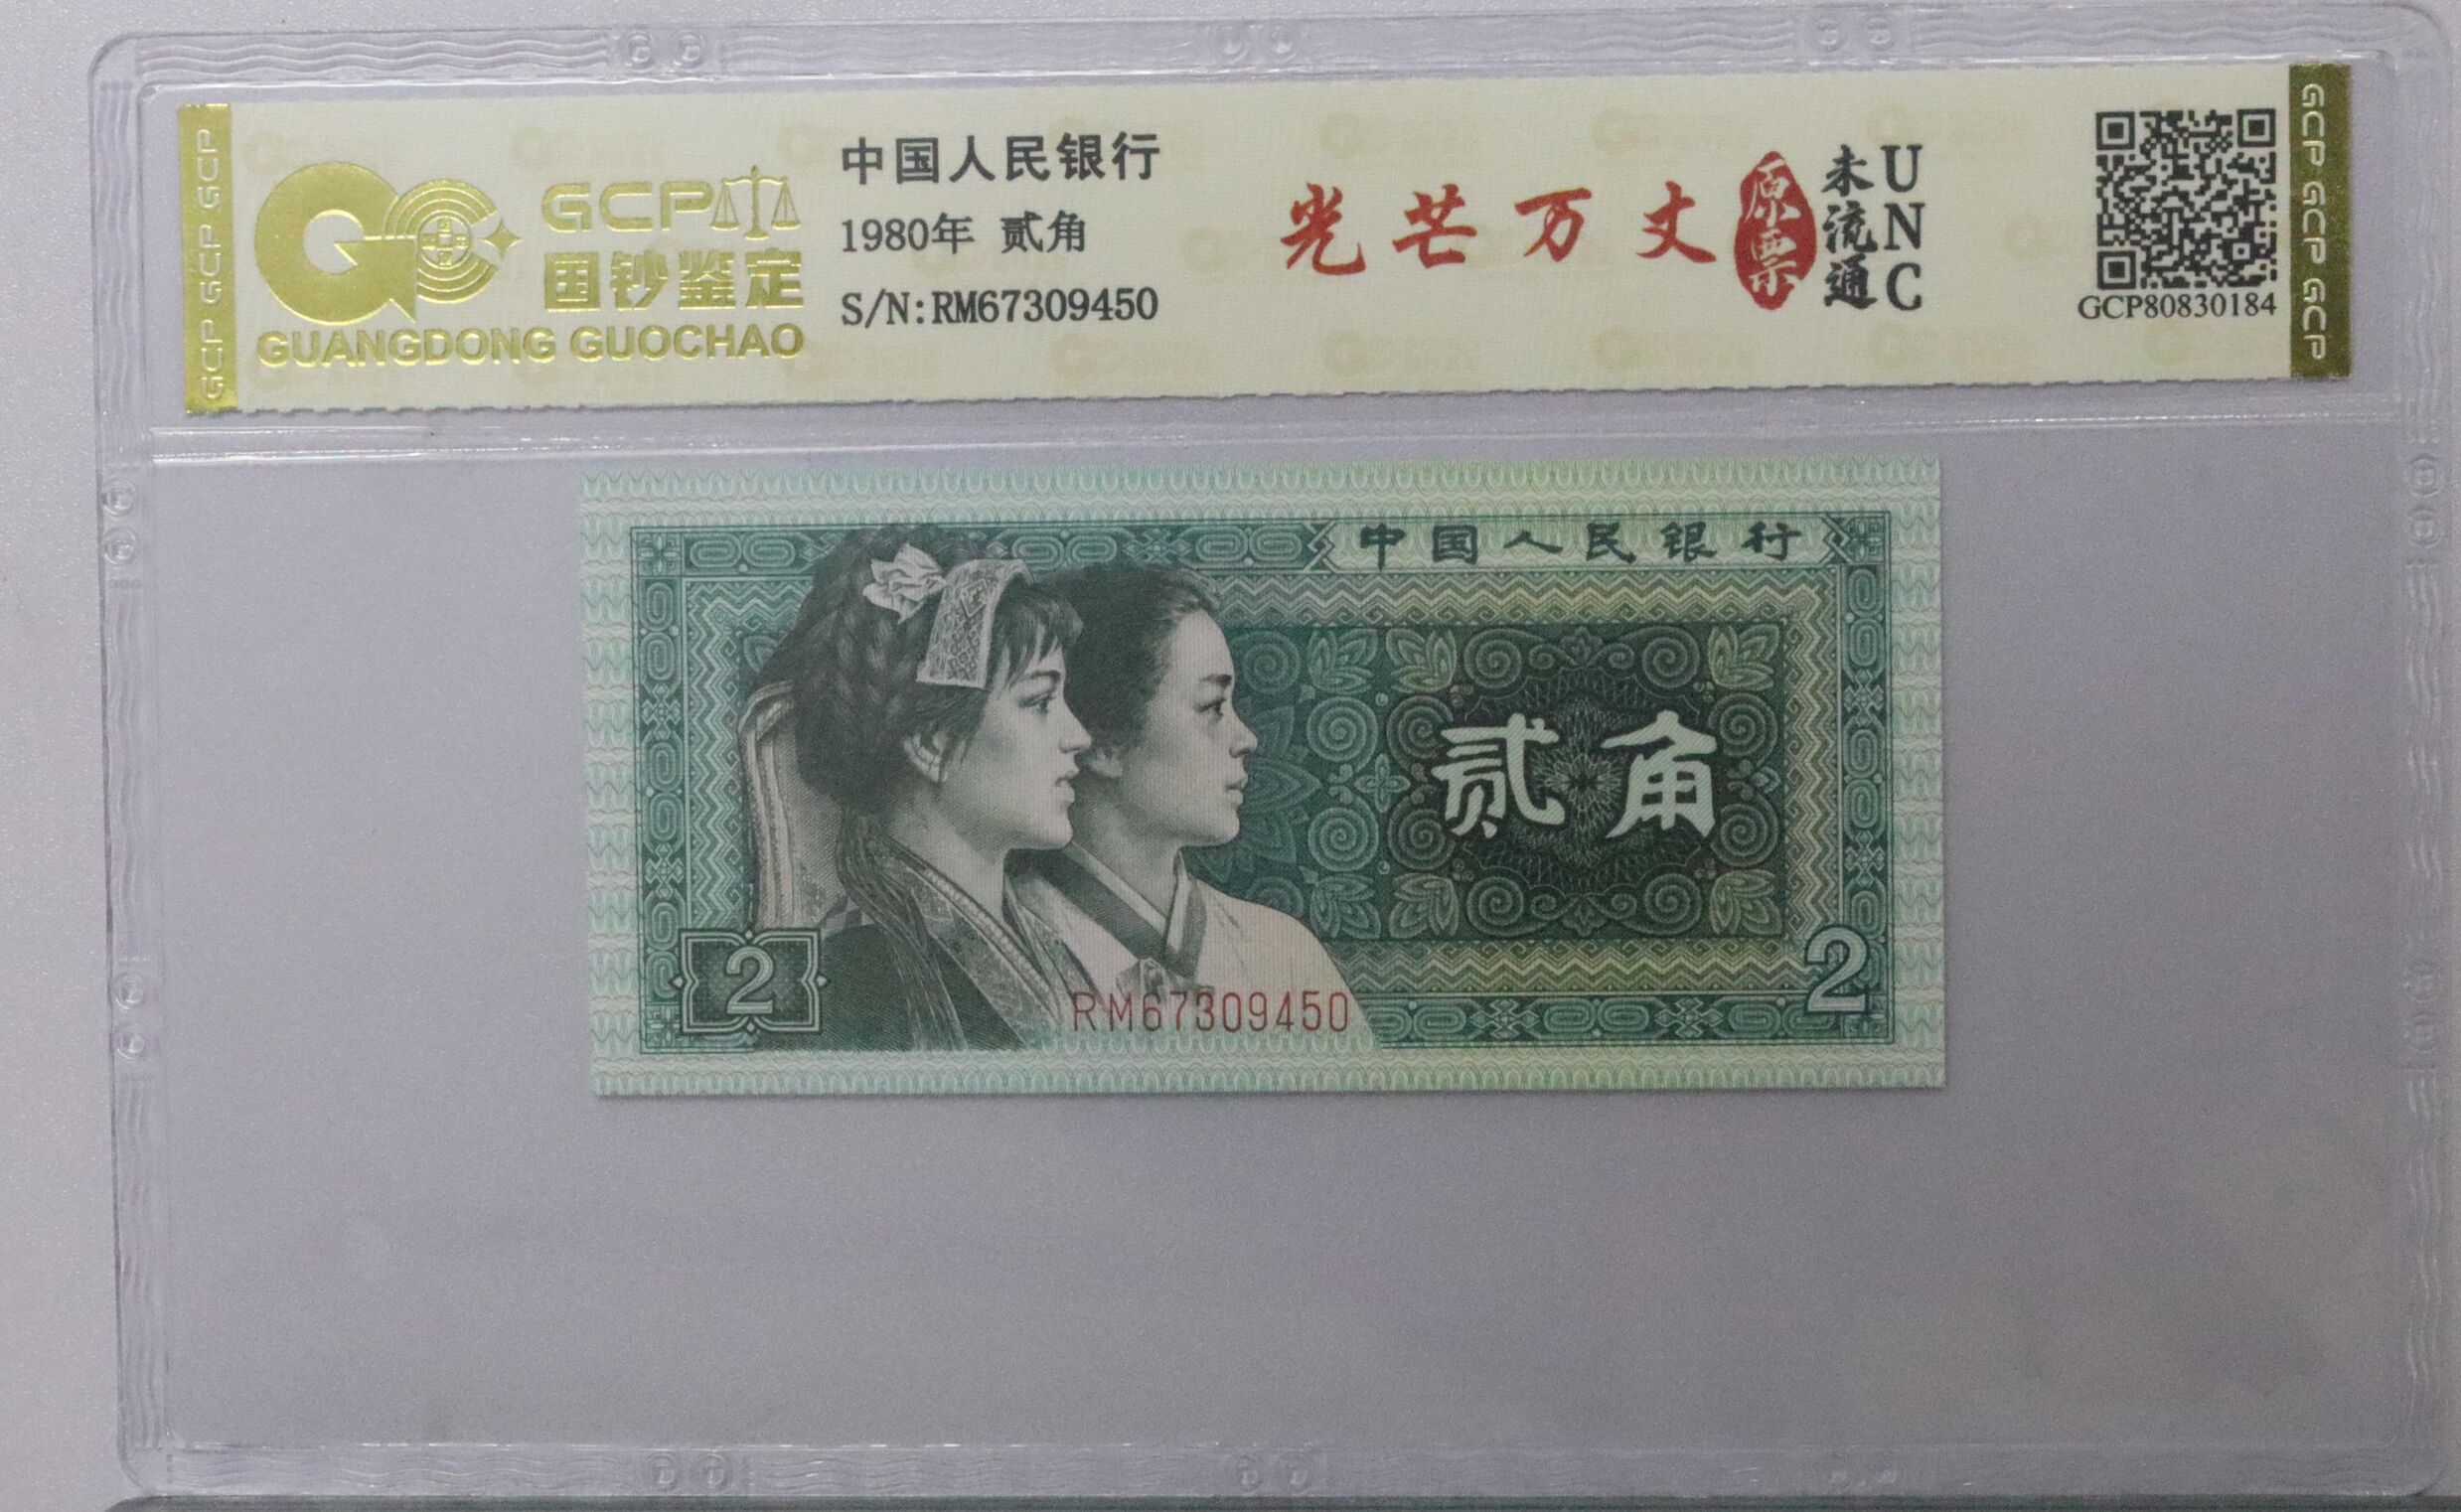 GCP GCP GCP
GCP
国钞鉴定
GUANGDONG GUOCHAO
中国人民银行
1980年 贰角
S/N:RM67309450
光芒万丈
原票
未流通
UNC
GCP80830184
GCP GCP GCP
中国人民银行
贰角
2
2
RM67309450